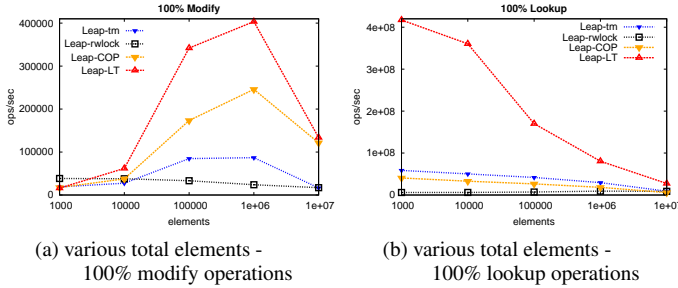 100% Modify
400000
300000
200000
100000
0
ops/sec
Leap-tm
Leap-rwlock
Leap-COP
Leap-LT
1000
10000
100000
1e+06
1e+07
elements
(a) various total elements -
100% modify operations
100% Lookup
4e+08
3e+08
2e+08
1e+08
0
ops/sec
Leap-tm
Leap-rwlock
Leap-COP
Leap-LT
1000
10000
100000
1e+06
1e+07
elements
(b) various total elements -
100% lookup operations